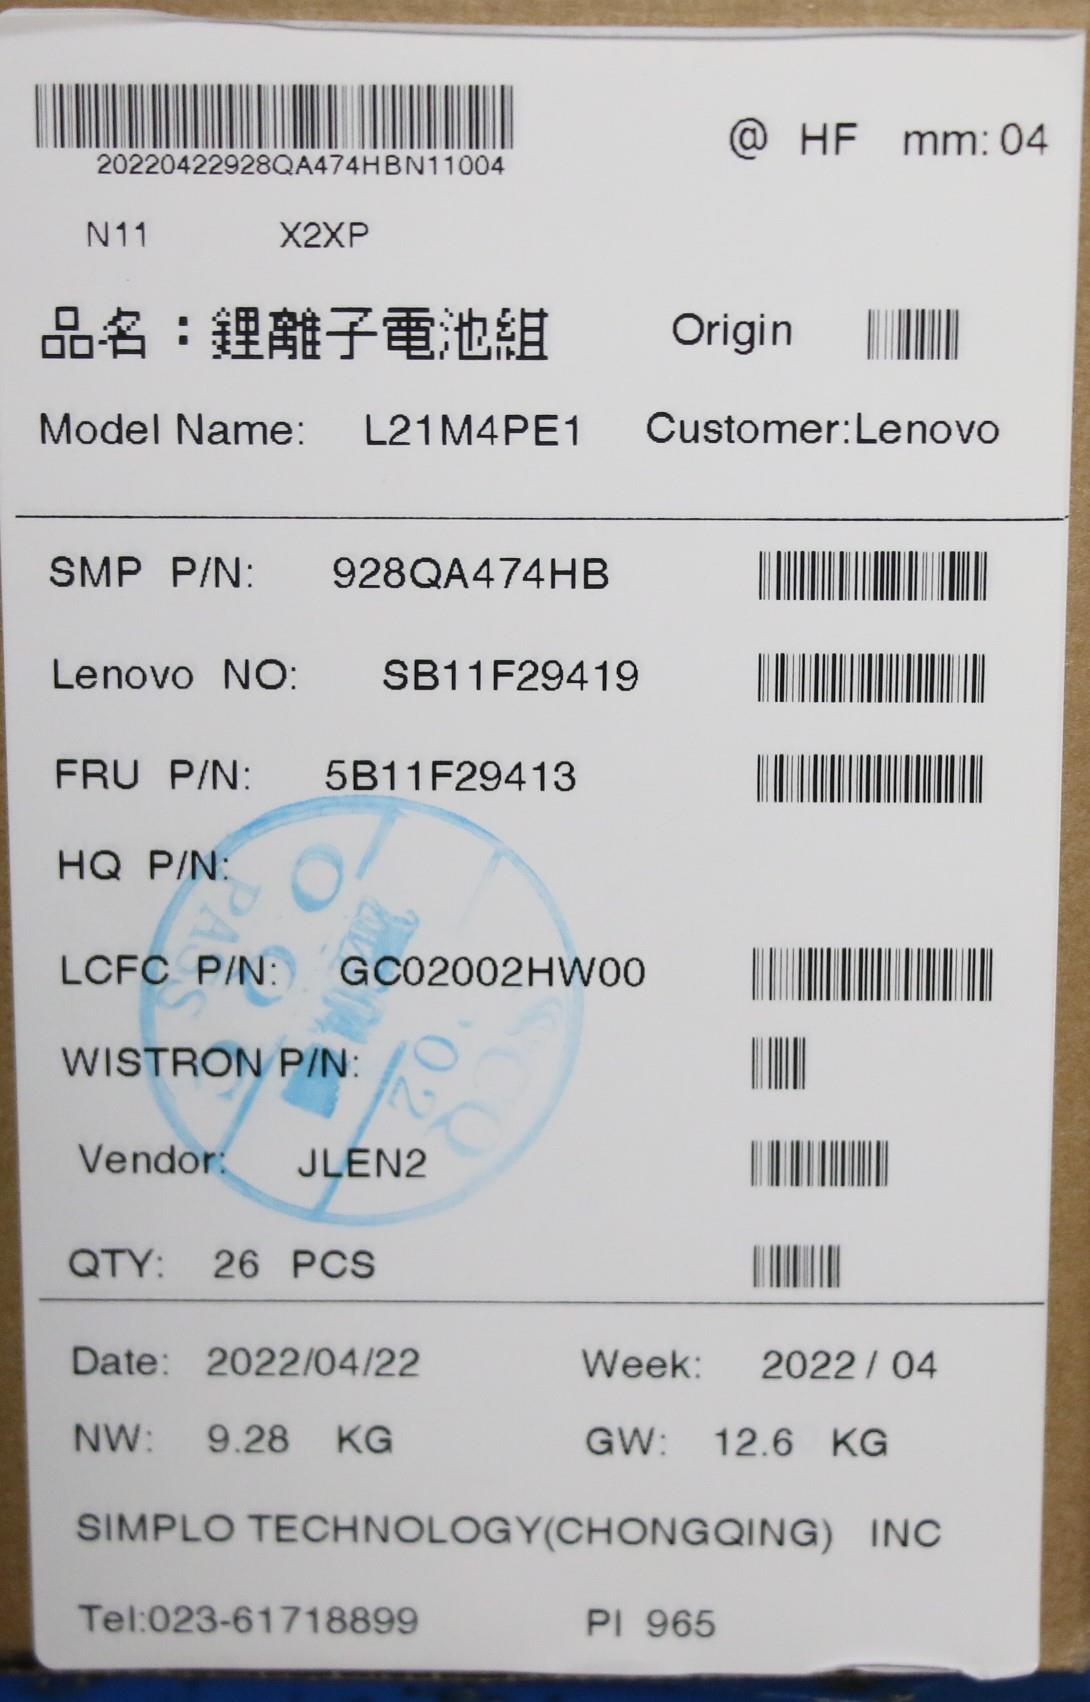 20220422928QA474HBN11004
@ HF mm: 04
N11 X2XP
品名：鋰離子電池組 Origin
Model Name: L21M4PE1 Customer:Lenovo
SMP P/N: 928QA474HB
Lenovo NO: SB11F29419
FRU P/N: 5B11F29413
HQ P/N:
LCFC P/N: GC02002HW00
WISTRON P/N:
Vendor: JLEN2
QTY: 26 PCS
OQC
PASS
02
Date: 2022/04/22 Week: 2022 / 04
NW: 9.28 KG GW: 12.6 KG
SIMPLO TECHNOLOGY(CHONGQING) INC
Tel:023-61718899 PI 965